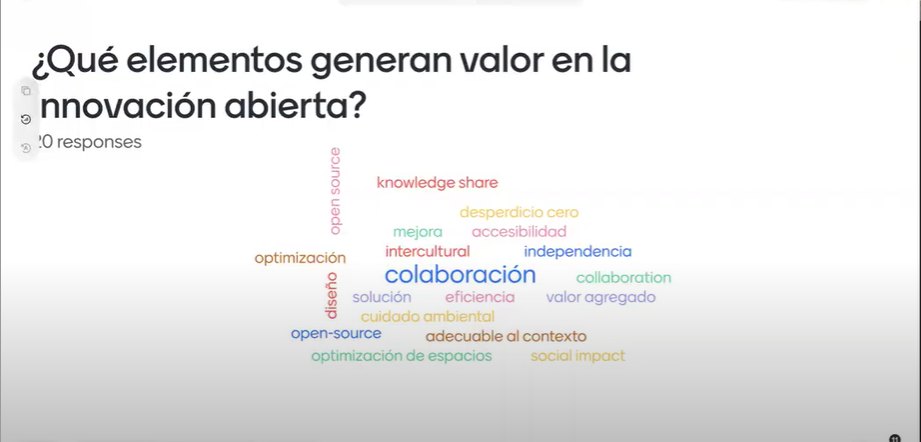 ¿Qué elementos generan valor en la
nnovación abierta?
20 responses
open source
knowledge share
desperdicio cero
mejora accesibilidad
optimización intercultural independencia
colaboración collaboration
diseño
solución eficiencia valor agregado
cuidado ambiental
open-source adecuable al contexto
optimización de espacios social impact
11